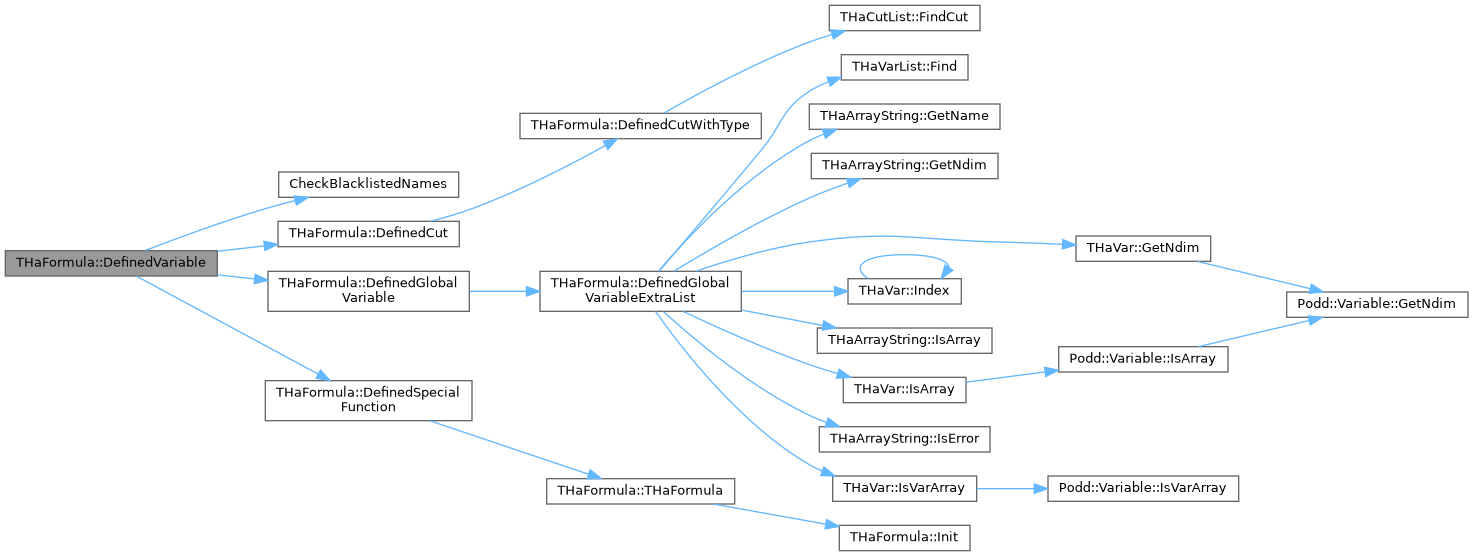 THaFormula::DefinedVariable
CheckBlacklistedNames
THaFormula::DefinedCut
THaFormula::DefinedCutWithType
THaCutList::FindCut
THaFormula::DefinedGlobal
Variable
THaFormula::DefinedGlobal
VariableExtraList
THaVarList::Find
THaArrayString::GetName
THaArrayString::GetNdim
THaVar::GetNdim
Podd::Variable::GetNdim
THaVar::Index
THaArrayString::IsArray
THaVar::IsArray
Podd::Variable::IsArray
THaArrayString::IsError
THaVar::IsVarArray
Podd::Variable::IsVarArray
THaFormula::DefinedSpecial
Function
THaFormula::THaFormula
THaFormula::Init